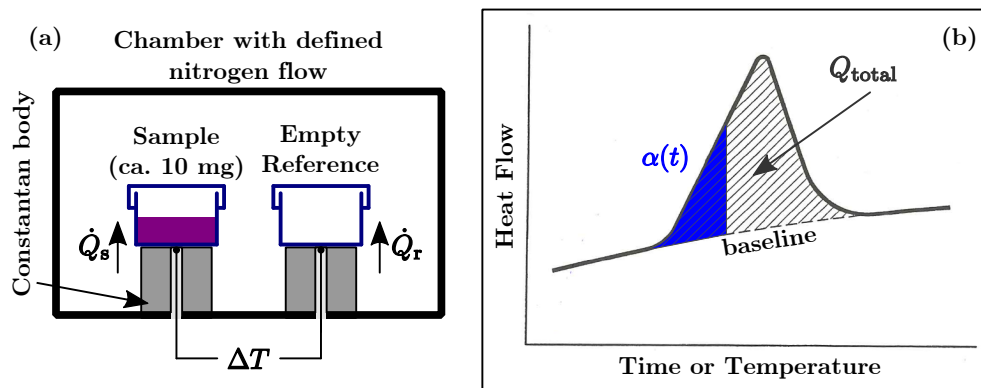 (a)
Chamber with defined
nitrogen flow
Constantan body
Sample
(ca. 10 mg)
Empty
Reference
Q̇s
Q̇r
ΔT
(b)
Heat Flow
α(t)
Qtotal
baseline
Time or Temperature